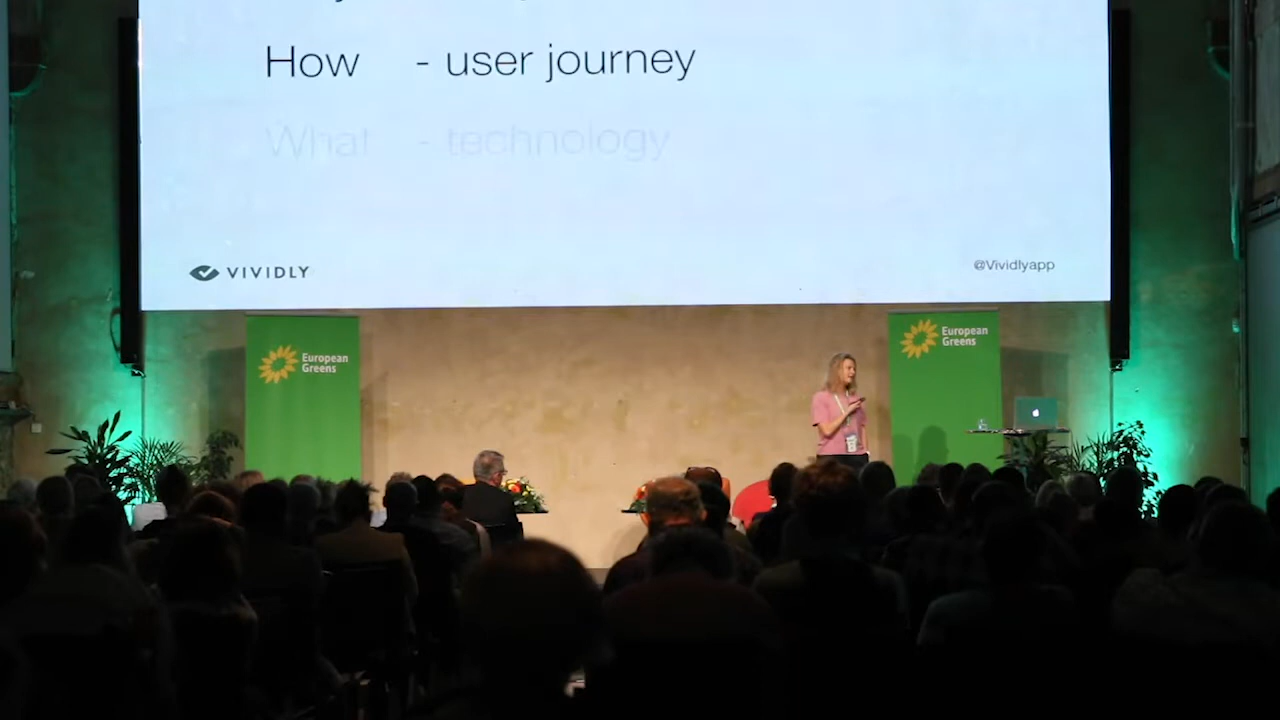 How - user journey
What - technology
VIVIDLY
@Vividlyapp
European
Greens
European
Greens